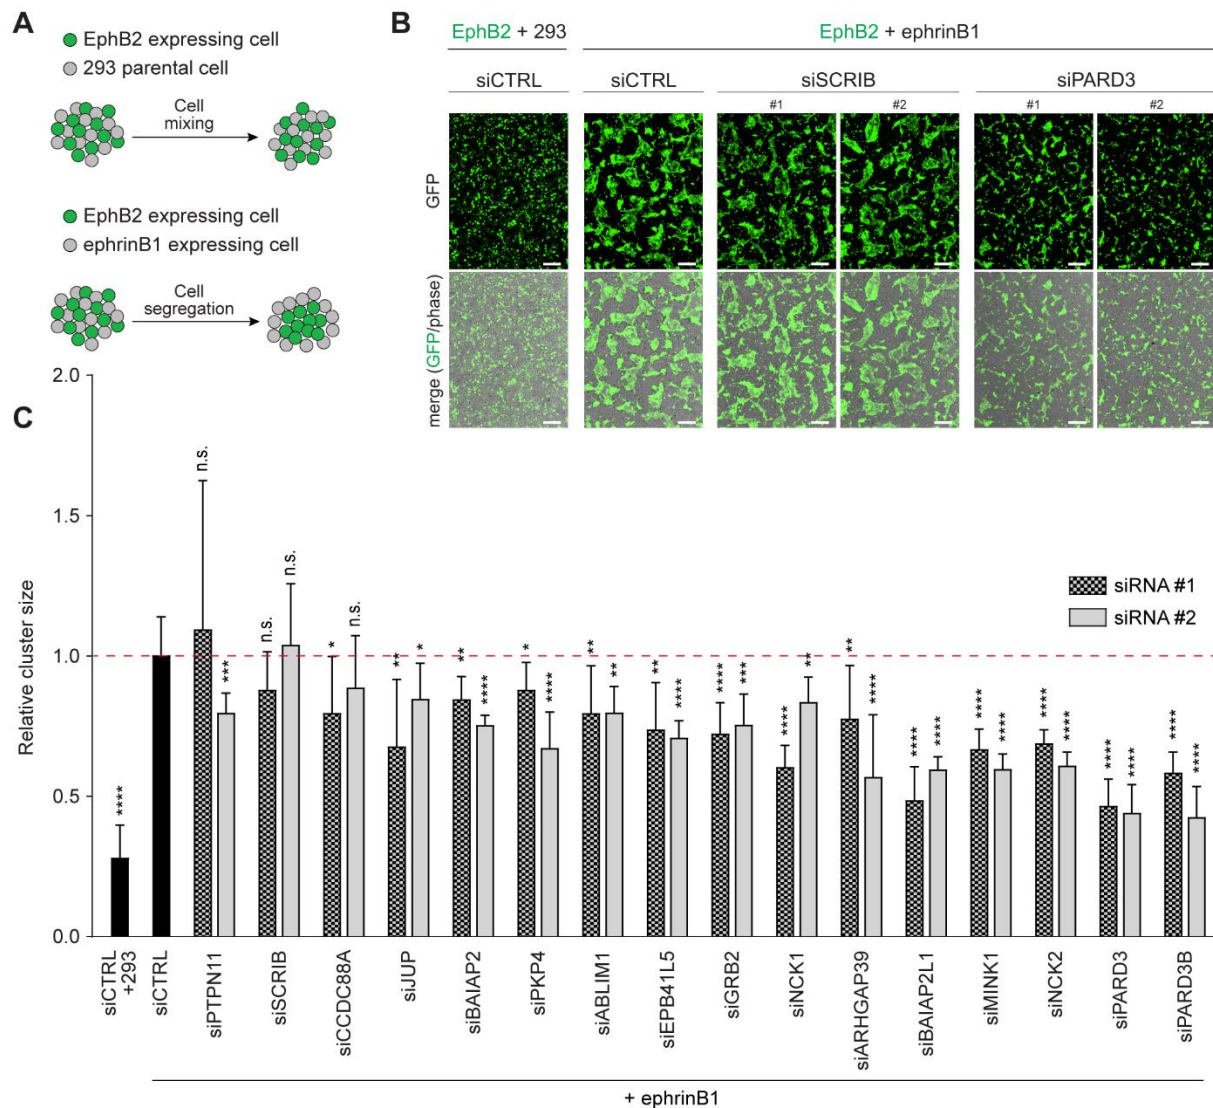 A
EphB2 expressing cell
293 parental cell
Cell
mixing
EphB2 expressing cell
ephrinB1 expressing cell
Cell
segregation
B
EphB2 + 293
EphB2 + ephrinB1
siCTRL
siCTRL
siSCRIB
siPARD3
#1
#2
#1
#2
GFP
merge (GFP/phase)
C
2.0
1.5
1.0
0.5
0.0
Relative cluster size
siRNA #1
siRNA #2
****
n.s.
***
n.s.
n.s.
*
n.s.
**
*
**
****
*
****
**
**
**
****
****
***
****
**
**
****
****
****
****
****
****
****
****
****
****
****
siCTRL
+293
siCTRL
siPTPN11
siSCRIB
siCCDC88A
siJUP
siBAIAP2
siPKP4
siABLIM1
siEPB41L5
siGRB2
siNCK1
siARHGAP39
siBAIAP2L1
siMINK1
siNCK2
siPARD3
siPARD3B
+ ephrinB1